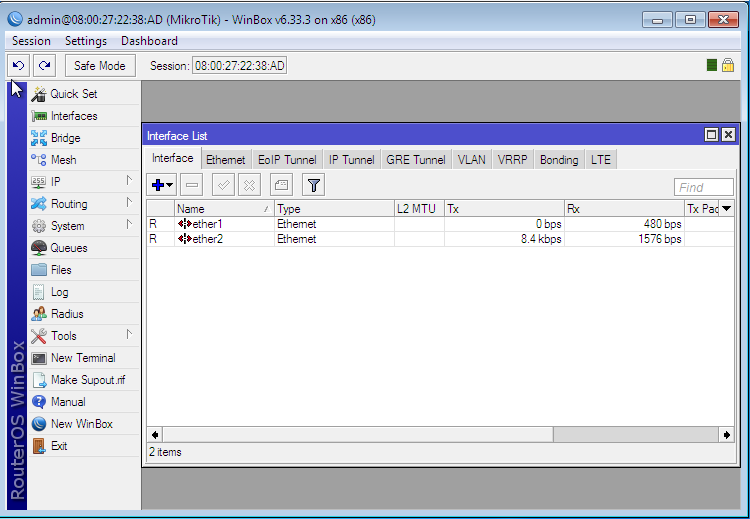 admin@08:00:27:22:38:AD (MikroTik) - WinBox v6.33.3 on x86 (x86)
Session Settings Dashboard
Safe Mode Session: 08:00:27:22:38:AD
RouterOS WinBox
Quick Set
Interfaces
Bridge
Mesh
IP
Routing
System
Queues
Files
Log
Radius
Tools
New Terminal
Make Supout.rif
Manual
New WinBox
Exit
Interface List
Interface Ethernet EoIP Tunnel IP Tunnel GRE Tunnel VLAN VRRP Bonding LTE
Find
Name / Type L2 MTU Tx Rx Tx Pac
R ether1 Ethernet 0 bps 480 bps
R ether2 Ethernet 8.4 kbps 1576 bps
2 items